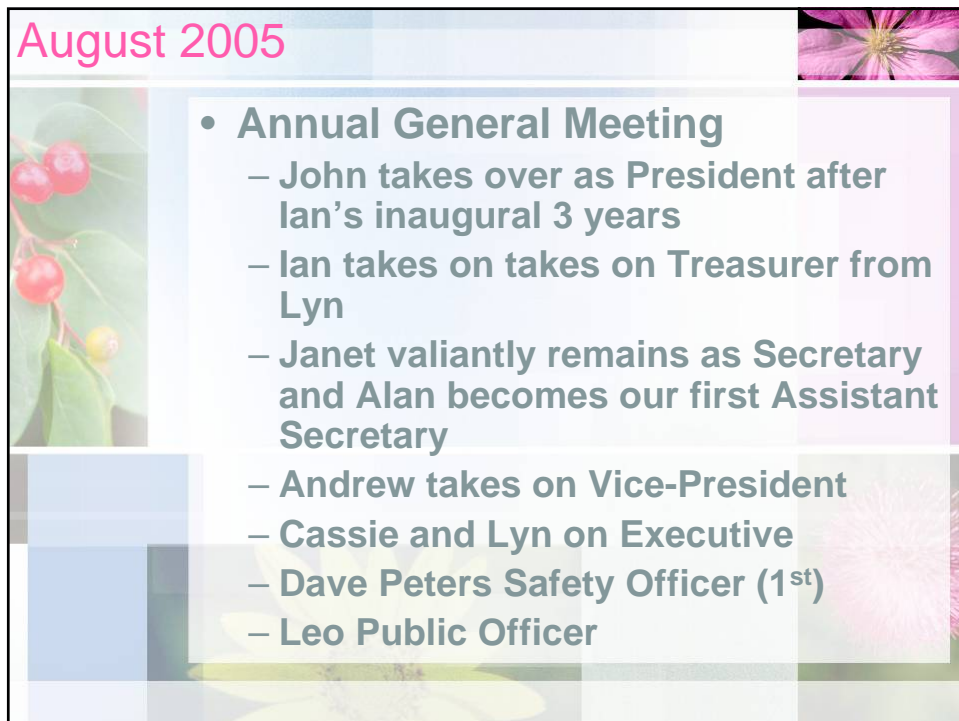 August 2005
• Annual General Meeting
– John takes over as President after
Ian's inaugural 3 years
– Ian takes on takes on Treasurer from
Lyn
– Janet valiantly remains as Secretary
and Alan becomes our first Assistant
Secretary
– Andrew takes on Vice-President
– Cassie and Lyn on Executive
– Dave Peters Safety Officer (1st)
– Leo Public Officer